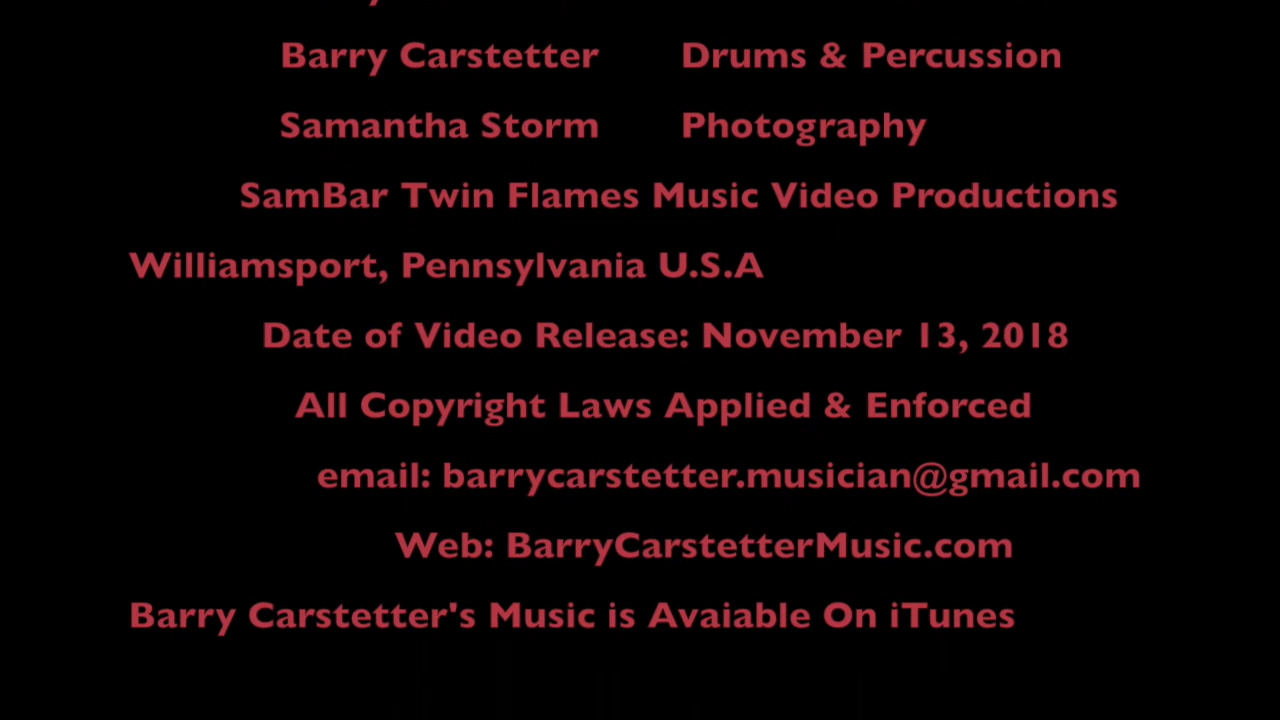 Barry Carstetter Drums & Percussion
Samantha Storm Photography
SamBar Twin Flames Music Video Productions
Williamsport, Pennsylvania U.S.A
Date of Video Release: November 13, 2018
All Copyright Laws Applied & Enforced
email: barrycarstetter.musician@gmail.com
Web: BarryCarstetterMusic.com
Barry Carstetter's Music is Avaiable On iTunes